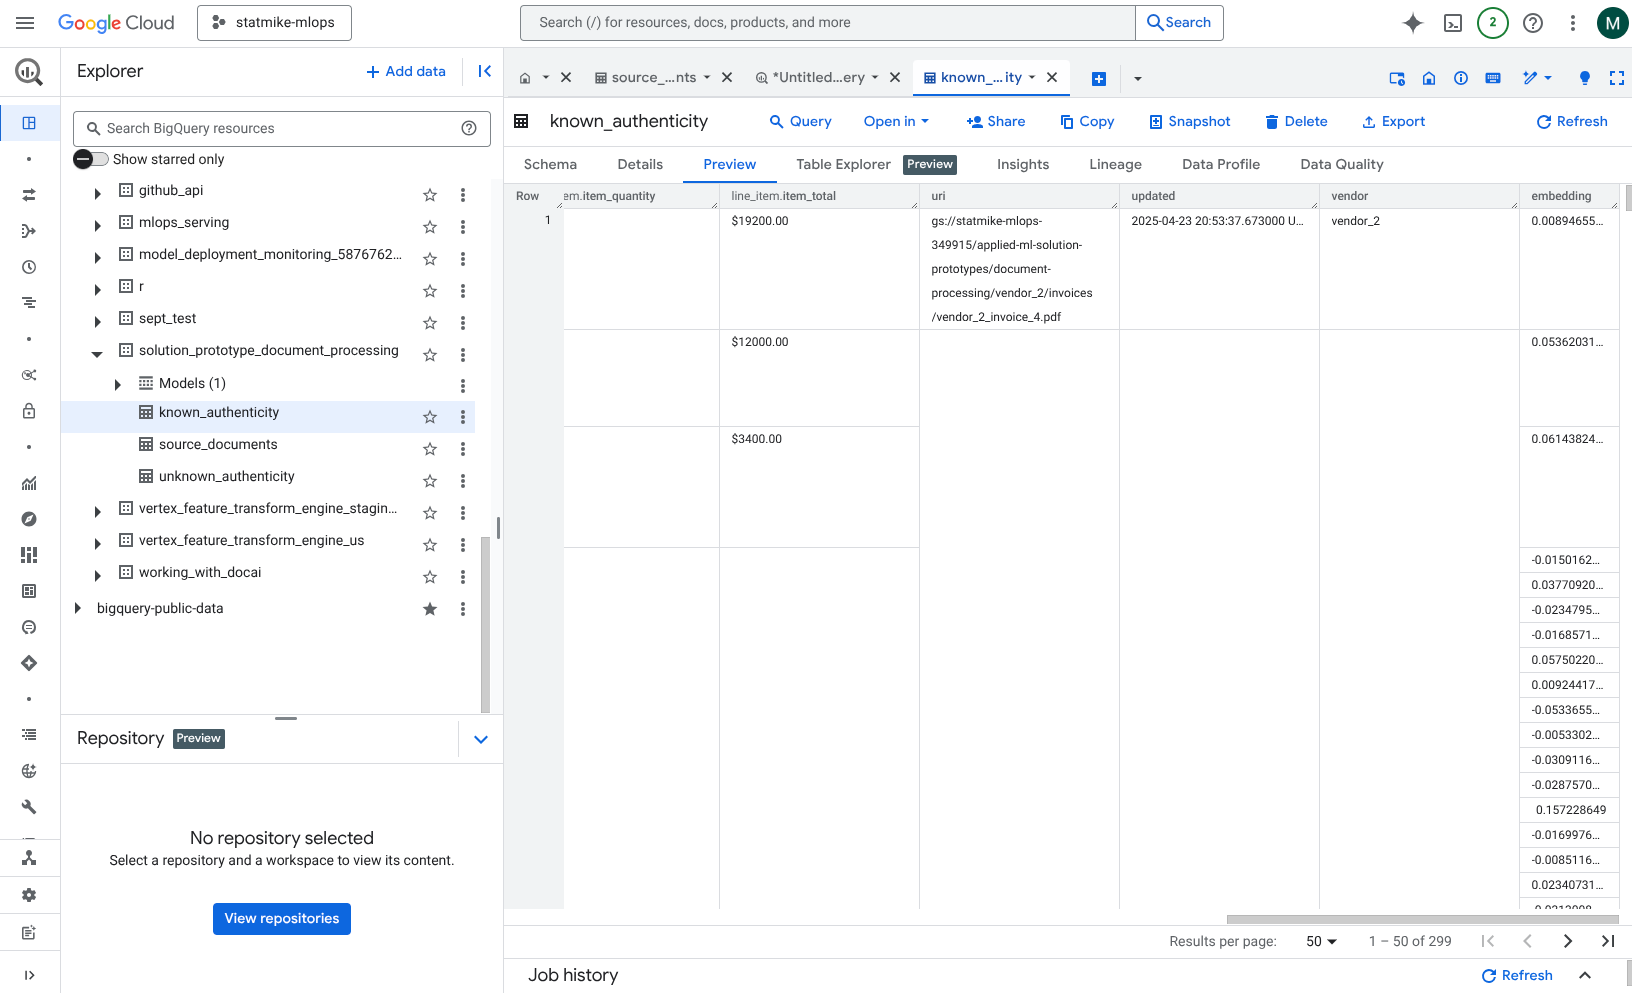 Google Cloud
statmike-mlops
Search (/) for resources, docs, products, and more
Search
2
M
Explorer
Add data
Search BigQuery resources
Show starred only
github_api
mlops_serving
model_deployment_monitoring_5876762...
r
sept_test
solution_prototype_document_processing
Models (1)
known_authenticity
source_documents
unknown_authenticity
vertex_feature_transform_engine_stagin...
vertex_feature_transform_engine_us
working_with_docai
bigquery-public-data
Repository Preview
No repository selected
Select a repository and a workspace to view its content.
View repositories
source_...nts
*Untitled...ery
known_...ity
known_authenticity
Query
Open in
Share
Copy
Snapshot
Delete
Export
Refresh
Schema
Details
Preview
Table Explorer Preview
Insights
Lineage
Data Profile
Data Quality
Row
em.item_quantity
line_item.item_total
uri
updated
vendor
embedding
1
$19200.00
gs://statmike-mlops-
349915/applied-ml-solution-
prototypes/document-
processing/vendor_2/invoices
/vendor_2_invoice_4.pdf
2025-04-23 20:53:37.673000 U...
vendor_2
0.00894655...
$12000.00
0.05362031...
$3400.00
0.06143824...
-0.0150162...
0.03770920...
-0.0234795...
-0.0168571...
0.05750220...
0.00924417...
-0.0533655...
-0.0053302...
-0.0309116...
-0.0287570...
0.157228649
-0.0169976...
-0.0085116...
0.02340731...
Results per page:
50
1 – 50 of 299
Job history
Refresh